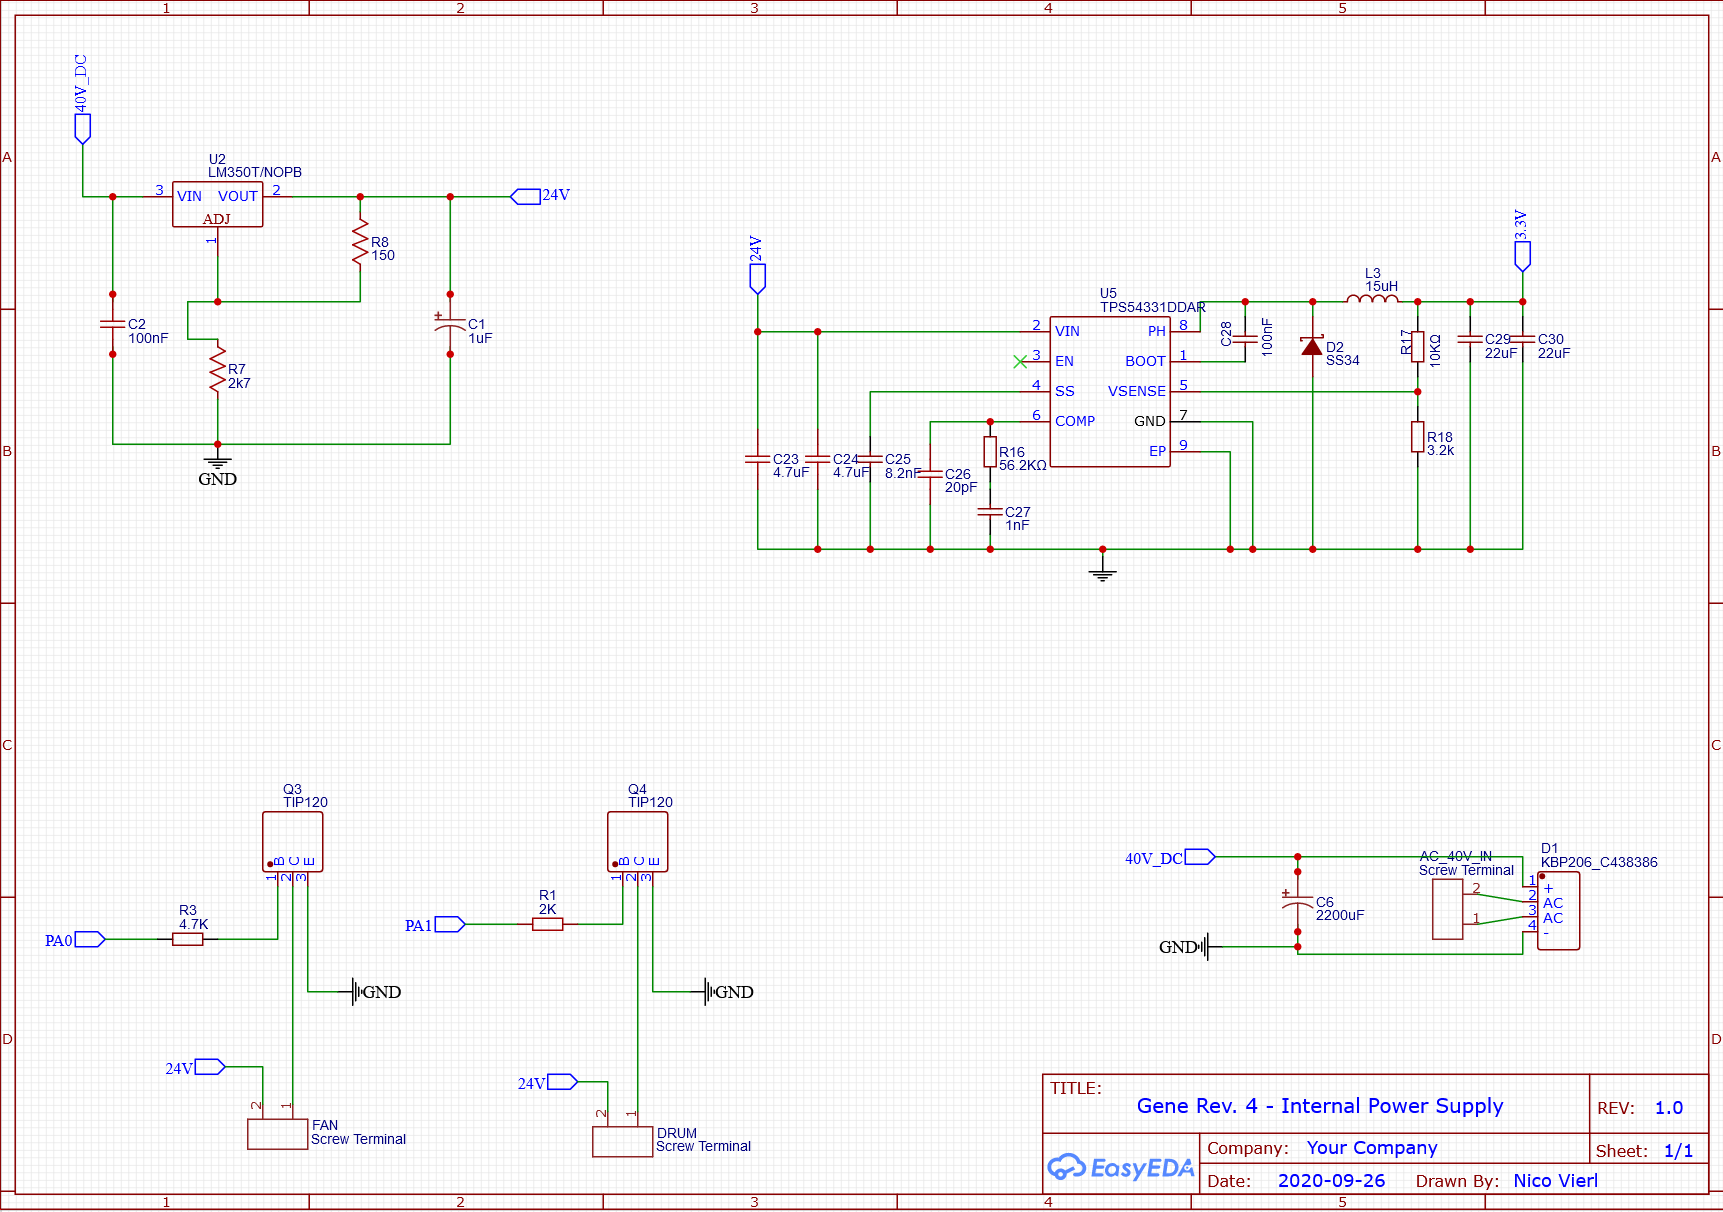 1 2 3 4 5
A
B
C
D
A
B
C
D
40V_DC
U2
LM350T/NOPB
3 VIN VOUT 2
ADJ
1
24V
R8
150
C2
100nF
C1
1uF
R7
2k7
GND
24V
3.3V
L3
15uH
U5
TPS54331DDAR
2 VIN PH 8
3 EN BOOT 1
4 SS VSENSE 5
6 COMP GND 7
EP 9
C28
100nF
D2
SS34
R17
10KΩ
C29
22uF
C30
22uF
R18
3.2k
C23
4.7uF
C24
4.7uF
C25
8.2nF
C26
20pF
R16
56.2KΩ
C27
1nF
Q3
TIP120
B C E
1 2 3
R3
4.7K
PA0
GND
24V
2 1
FAN
Screw Terminal
Q4
TIP120
B C E
1 2 3
R1
2K
PA1
GND
24V
2 1
DRUM
Screw Terminal
40V_DC
AC_40V_IN
Screw Terminal
2
1
D1
KBP206_C438386
1 +
2 AC
3 AC
4 -
C6
2200uF
GND
TITLE:
Gene Rev. 4 - Internal Power Supply
REV: 1.0
EasyEDA
Company: Your Company
Sheet: 1/1
Date: 2020-09-26 Drawn By: Nico Vierl
1 2 3 4 5